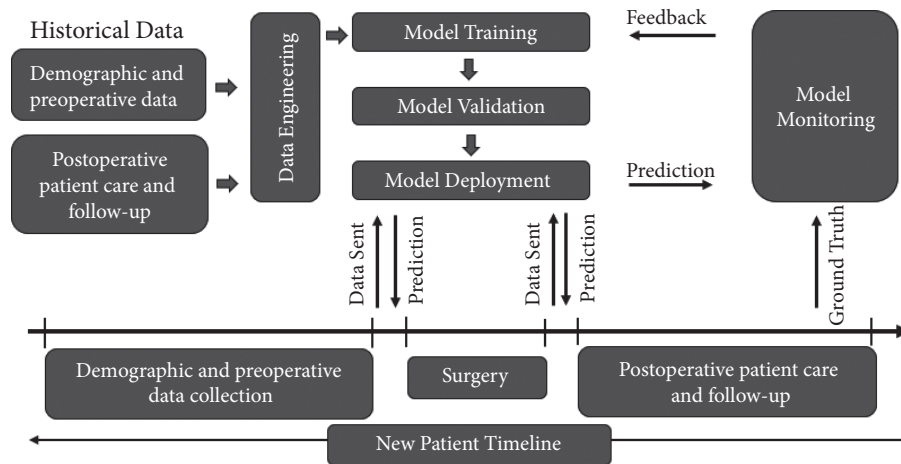 Historical Data
Demographic and
preoperative data
Postoperative
patient care and
follow-up
Data Engineering
Model Training
Model Validation
Model Deployment
Feedback
Prediction
Model
Monitoring
Data Sent
Prediction
Data Sent
Prediction
Ground Truth
Demographic and preoperative
data collection
Surgery
Postoperative patient care
and follow-up
New Patient Timeline